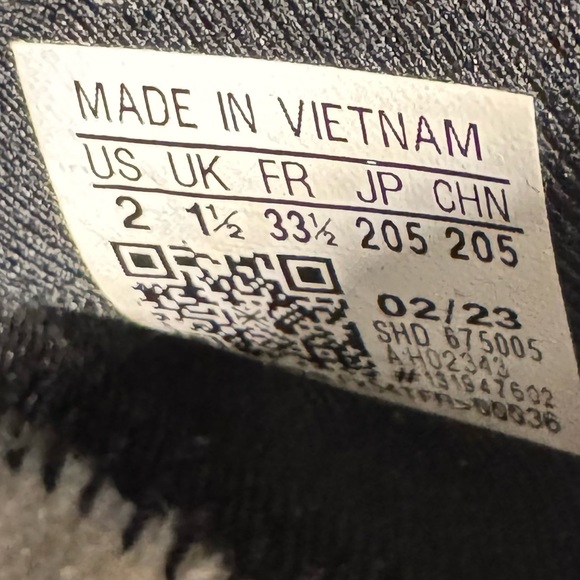 MADE IN VIETNAM
US UK FR JP CHN
2 1½ 33½ 205 205
02/23
SHD 675005
#131947602